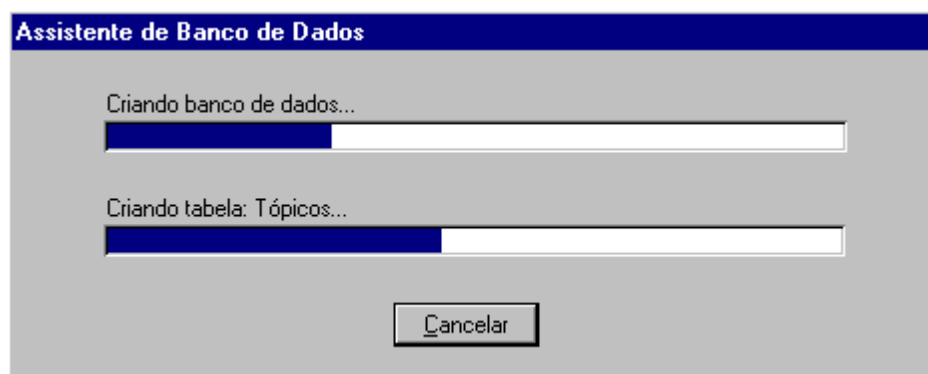 Assistente de Banco de Dados
Criando banco de dados...
Criando tabela: Tópicos...
Cancelar